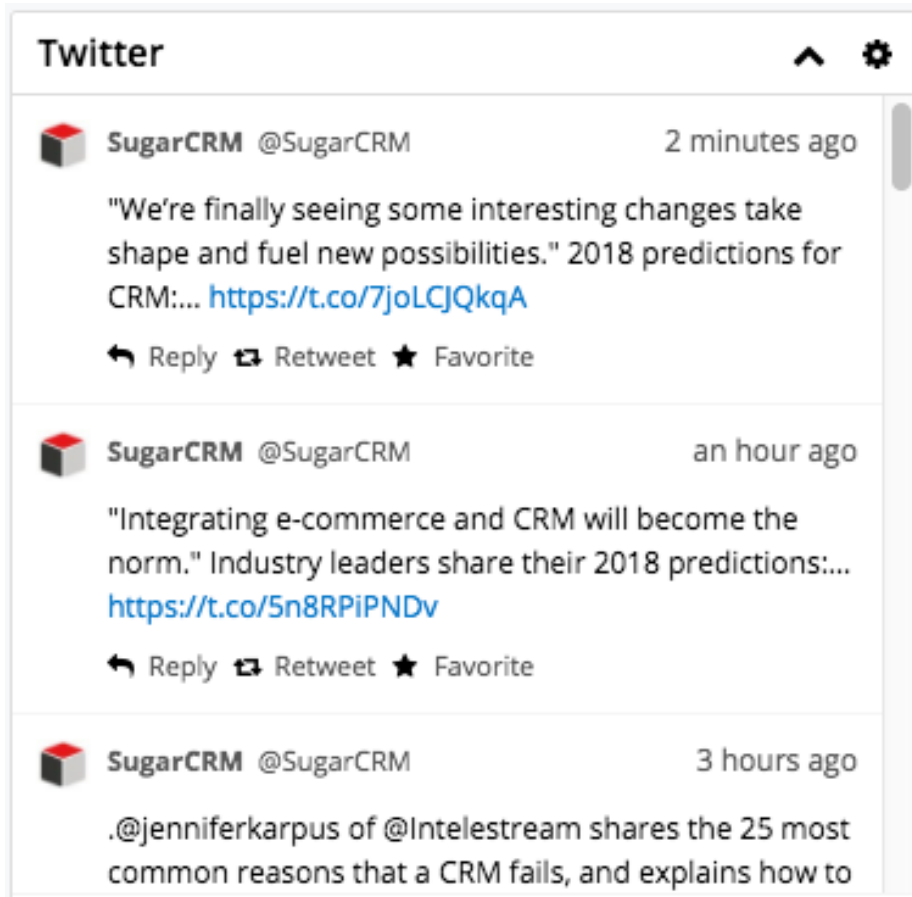 Twitter
SugarCRM @SugarCRM 2 minutes ago
"We're finally seeing some interesting changes take
shape and fuel new possibilities." 2018 predictions for
CRM:... https://t.co/7joLCJQkqA
Reply Retweet Favorite
SugarCRM @SugarCRM an hour ago
"Integrating e-commerce and CRM will become the
norm." Industry leaders share their 2018 predictions:...
https://t.co/5n8RPiPNDv
Reply Retweet Favorite
SugarCRM @SugarCRM 3 hours ago
.@jenniferkarpus of @Intelestream shares the 25 most
common reasons that a CRM fails, and explains how to